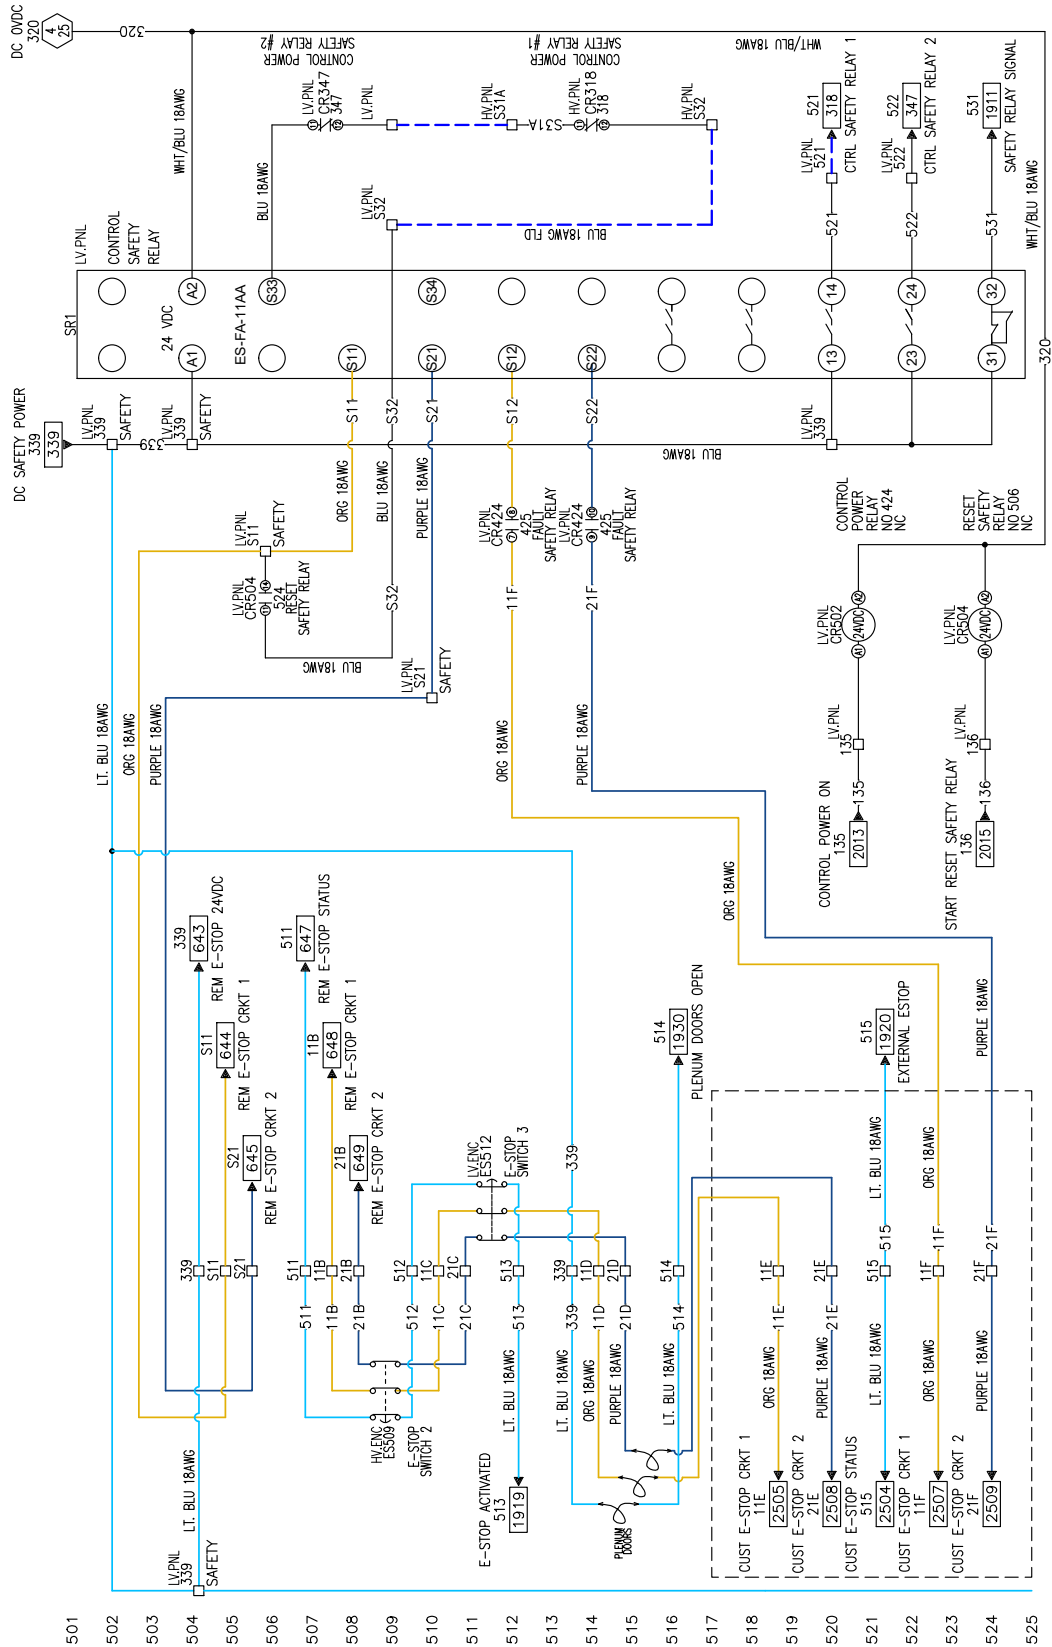 501
502
503
504
505
506
507
508
509
510
511
512
513
514
515
516
517
518
519
520
521
522
523
524
525
DC 0VDC
320
4
25
320
WHT/BLU 18AWG
320
WHT/BLU 18AWG
WHT/BLU 18AWG
DC SAFETY POWER
339
339
LV.PNL
339
SAFETY
339
LV.PNL
339
SAFETY
LV.PNL
339
BLU 18AWG
SR1
LV.PNL
CONTROL
SAFETY
RELAY
24 VDC
ES-FA-11AA
A1
A2
S33
S11
S21
S34
S12
S22
13
14
23
24
31
32
CONTROL POWER
SAFETY RELAY #2
LV.PNL
CR347
347
11
12
LV.PNL
BLU 18AWG
HV.PNL
S31A
S31A
CONTROL POWER
SAFETY RELAY #1
HV.PNL
CR318
318
11
12
HV.PNL
S32
LV.PNL
S32
BLU 18AWG FLD
521
LV.PNL
521
521
318
CTRL SAFETY RELAY 1
522
LV.PNL
522
522
347
CTRL SAFETY RELAY 2
531
531
1911
SAFETY RELAY SIGNAL
S11
ORG 18AWG
LV.PNL
S11
SAFETY
LV.PNL
CR504
524
RESET
SAFETY RELAY
S32
BLU 18AWG
S32
BLU 18AWG
S21
PURPLE 18AWG
LV.PNL
S21
SAFETY
S12
LV.PNL
CR424
7
8
425
FAULT
SAFETY RELAY
11F
ORG 18AWG
S22
LV.PNL
CR424
9
10
425
FAULT
SAFETY RELAY
21F
PURPLE 18AWG
LT. BLU 18AWG
ORG 18AWG
PURPLE 18AWG
CONTROL POWER ON
135
2013
135
135
LV.PNL
LV.PNL
CR502
A1
24VDC
A2
CONTROL
POWER
RELAY
NO 424
NC
START RESET SAFETY RELAY
136
2015
136
136
LV.PNL
LV.PNL
CR504
A1
24VDC
A2
RESET
SAFETY
RELAY
NO 506
NC
LV.PNL
339
SAFETY
LT. BLU 18AWG
339
339
643
REM E-STOP 24VDC
S11
S11
644
REM E-STOP CRKT 1
S21
S21
645
REM E-STOP CRKT 2
511
511
511
647
REM E-STOP STATUS
11B
11B
11B
648
REM E-STOP CRKT 1
21B
21B
21B
649
REM E-STOP CRKT 2
HV.ENC
ES509
E-STOP
SWITCH 2
512
512
11C
11C
21C
21C
LV.ENC
ES512
E-STOP
SWITCH 3
E-STOP ACTIVATED
513
1919
LT. BLU 18AWG
513
513
LT. BLU 18AWG
339
339
339
ORG 18AWG
11D
11D
PURPLE 18AWG
21D
21D
PLENUM
DOORS
LT. BLU 18AWG
514
514
514
1930
PLENUM DOORS OPEN
ORG 18AWG
CUST E-STOP CRKT 1
11E
2505
ORG 18AWG
11E
11E
CUST E-STOP CRKT 2
21E
2508
PURPLE 18AWG
21E
21E
CUST E-STOP STATUS
515
2504
LT. BLU 18AWG
515
515
LT. BLU 18AWG
515
1920
EXTERNAL ESTOP
CUST E-STOP CRKT 1
11F
2507
ORG 18AWG
11F
11F
ORG 18AWG
CUST E-STOP CRKT 2
21F
2509
PURPLE 18AWG
21F
21F
PURPLE 18AWG